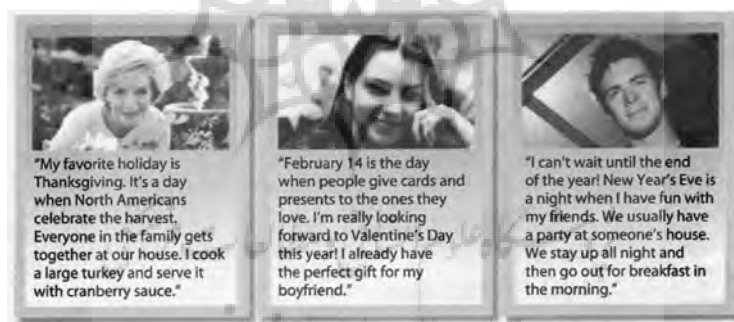 "My favorite holiday is
Thanksgiving. It's a day
when North Americans
celebrate the harvest.
Everyone in the family gets
together at our house. I cook
a large turkey and serve it
with cranberry sauce."
"February 14 is the day
when people give cards and
presents to the ones they
love. I'm really looking
forward to Valentine's Day
this year! I already have
the perfect gift for my
boyfriend."
"I can't wait until the end
of the year! New Year's Eve is
a night when I have fun with
my friends. We usually have
a party at someone's house.
We stay up all night and
then go out for breakfast in
the morning."